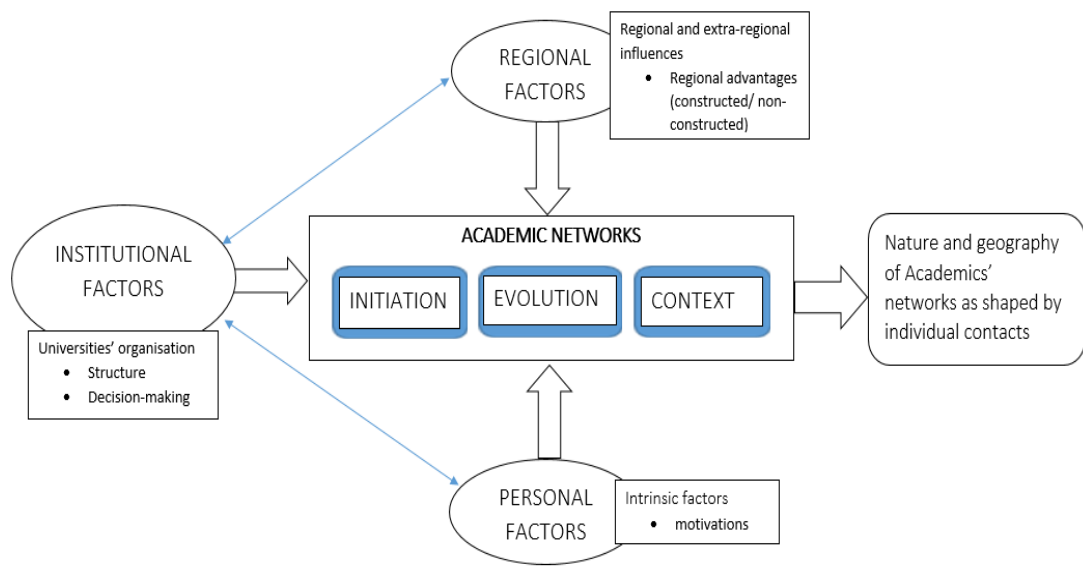 REGIONAL
FACTORS
Regional and extra-regional
influences
• Regional advantages
(constructed/ non-
constructed)
INSTITUTIONAL
FACTORS
Universities' organisation
• Structure
• Decision-making
ACADEMIC NETWORKS
INITIATION
EVOLUTION
CONTEXT
Nature and geography
of Academics'
networks as shaped by
individual contacts
PERSONAL
FACTORS
Intrinsic factors
• motivations